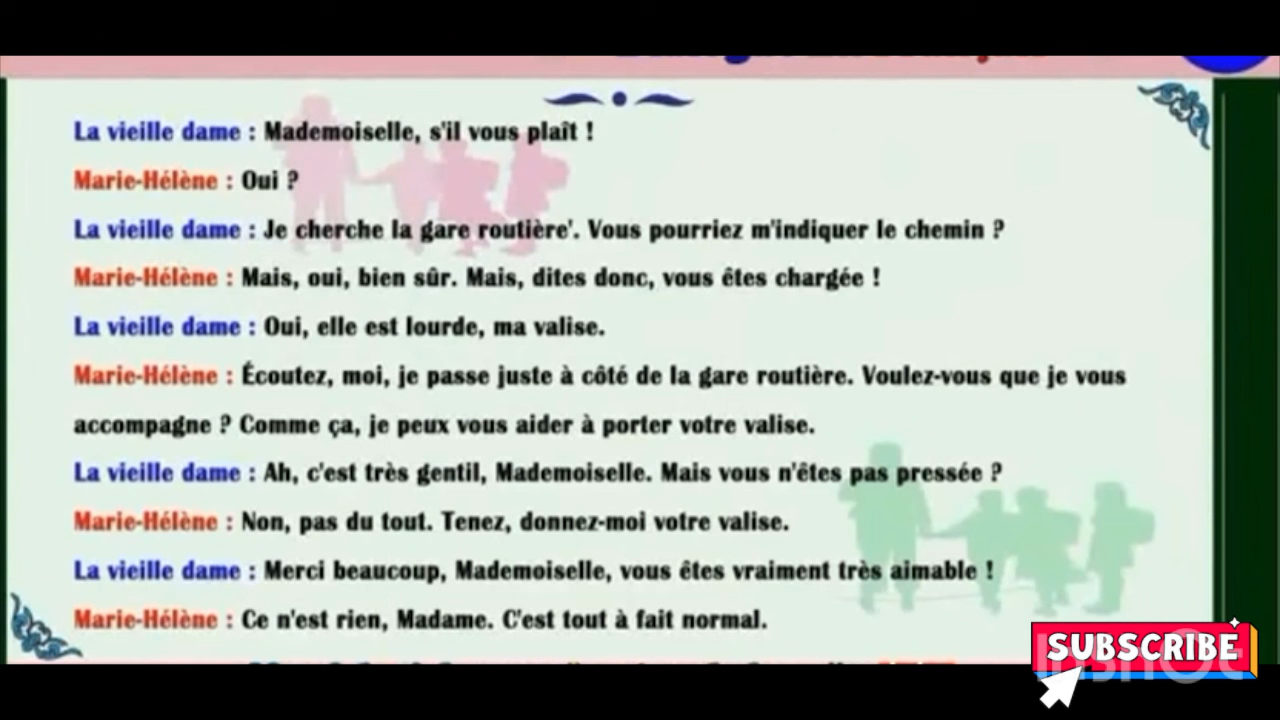 La vieille dame : Mademoiselle, s'il vous plaît !
Marie-Hélène : Oui ?
La vieille dame : Je cherche la gare routière'. Vous pourriez m'indiquer le chemin ?
Marie-Hélène : Mais, oui, bien sûr. Mais, dites donc, vous êtes chargée !
La vieille dame : Oui, elle est lourde, ma valise.
Marie-Hélène : Écoutez, moi, je passe juste à côté de la gare routière. Voulez-vous que je vous
accompagne ? Comme ça, je peux vous aider à porter votre valise.
La vieille dame : Ah, c'est très gentil, Mademoiselle. Mais vous n'êtes pas pressée ?
Marie-Hélène : Non, pas du tout. Tenez, donnez-moi votre valise.
La vieille dame : Merci beaucoup, Mademoiselle, vous êtes vraiment très aimable !
Marie-Hélène : Ce n'est rien, Madame. C'est tout à fait normal.
SUBSCRIBE